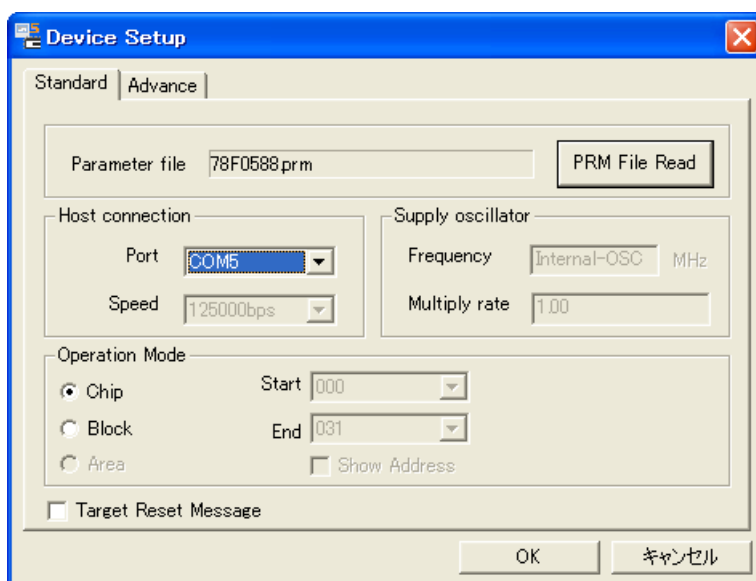 Device Setup
Standard
Advance
Parameter file
78F0588.prm
PRM File Read
Host connection
Port
COM5
Speed
125000bps
Supply oscillator
Frequency
Internal-OSC
MHz
Multiply rate
1.00
Operation Mode
Chip
Start
000
Block
End
031
Area
Show Address
Target Reset Message
OK
キャンセル